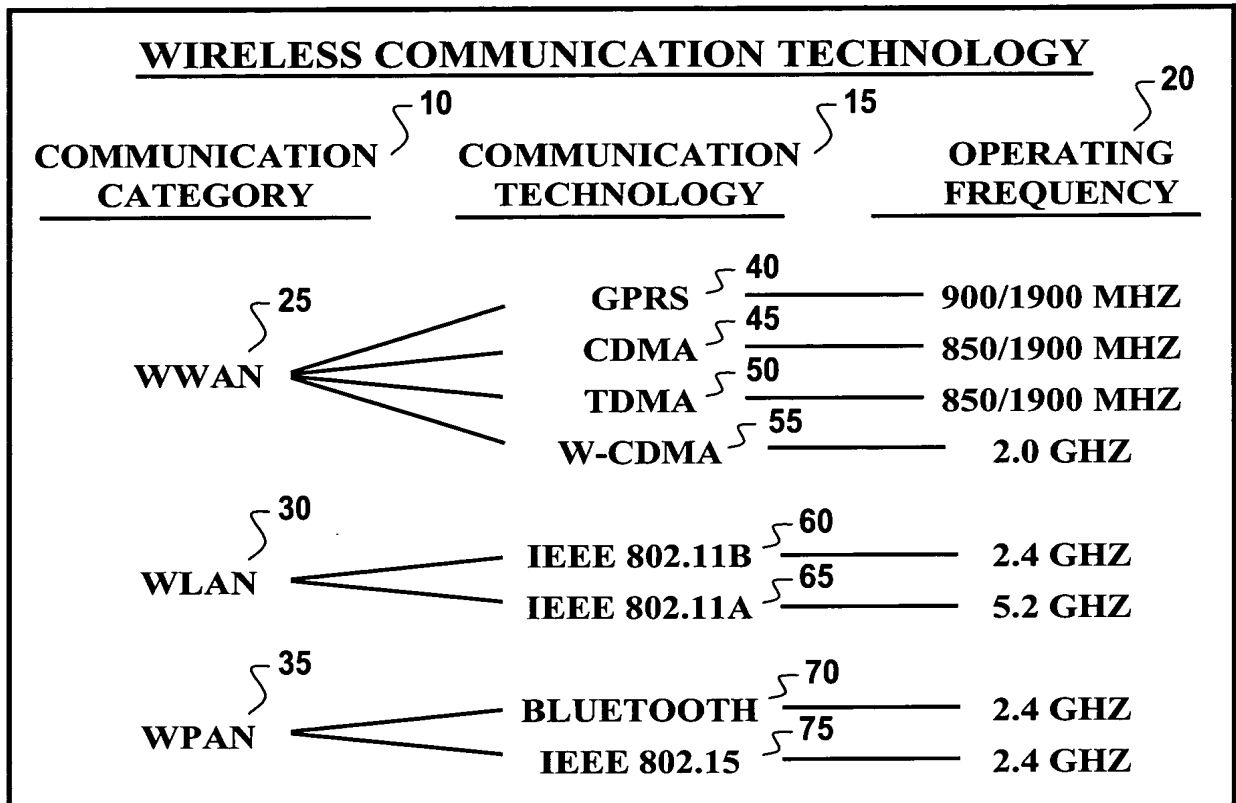 WIRELESS COMMUNICATION TECHNOLOGY
10 15 20
COMMUNICATION COMMUNICATION OPERATING
CATEGORY TECHNOLOGY FREQUENCY
GPRS 40 900/1900 MHZ
25 CDMA 45 850/1900 MHZ
WWAN TDMA 50 850/1900 MHZ
W-CDMA 55 2.0 GHZ
30 IEEE 802.11B 60 2.4 GHZ
WLAN IEEE 802.11A 65 5.2 GHZ
35 BLUETOOTH 70 2.4 GHZ
WPAN IEEE 802.15 75 2.4 GHZ